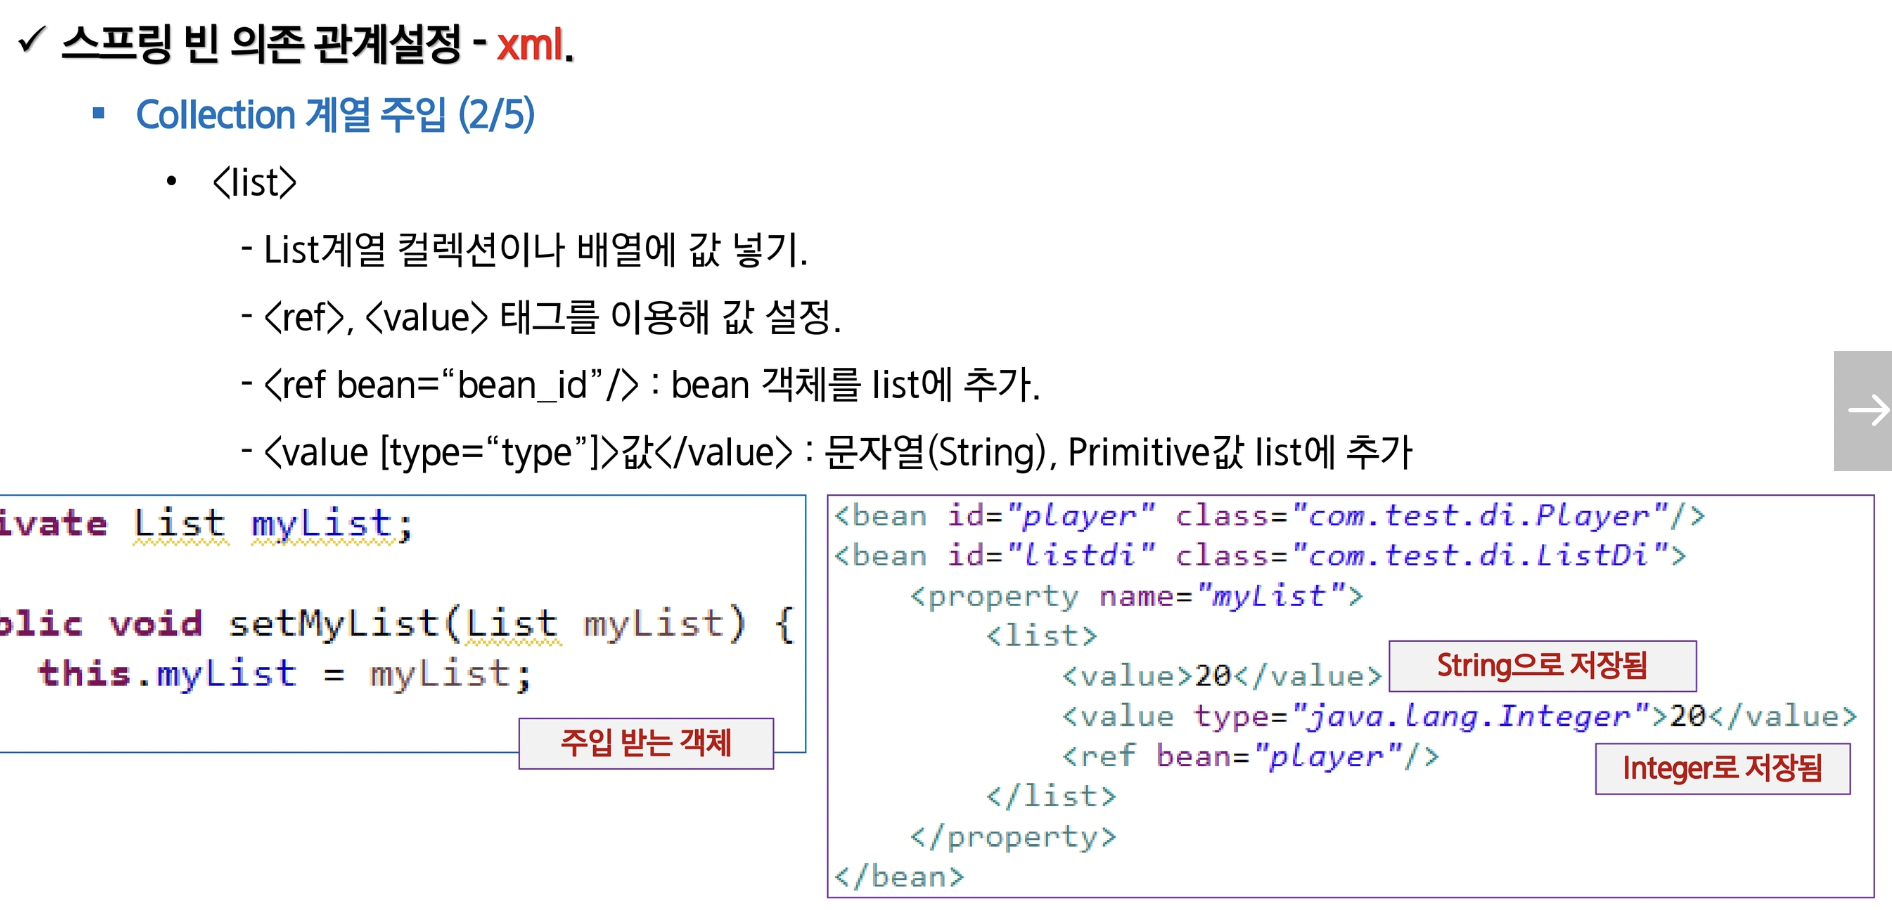 ✓ 스프링 빈 의존 관계설정 - xml.
▪ Collection 계열 주입 (2/5)
• <list>
- List계열 컬렉션이나 배열에 값 넣기.
- <ref>, <value> 태그를 이용해 값 설정.
- <ref bean=“bean_id”/> : bean 객체를 list에 추가.
- <value [type=“type”]>값</value> : 문자열(String), Primitive값 list에 추가
ivate List myList;
blic void setMyList(List myList) {
this.myList = myList;
주입 받는 객체
<bean id="player" class="com.test.di.Player"/>
<bean id="listdi" class="com.test.di.ListDi">
<property name="myList">
<list>
<value>20</value>
String으로 저장됨
<value type="java.lang.Integer">20</value>
<ref bean="player"/>
Integer로 저장됨
</list>
</property>
</bean>